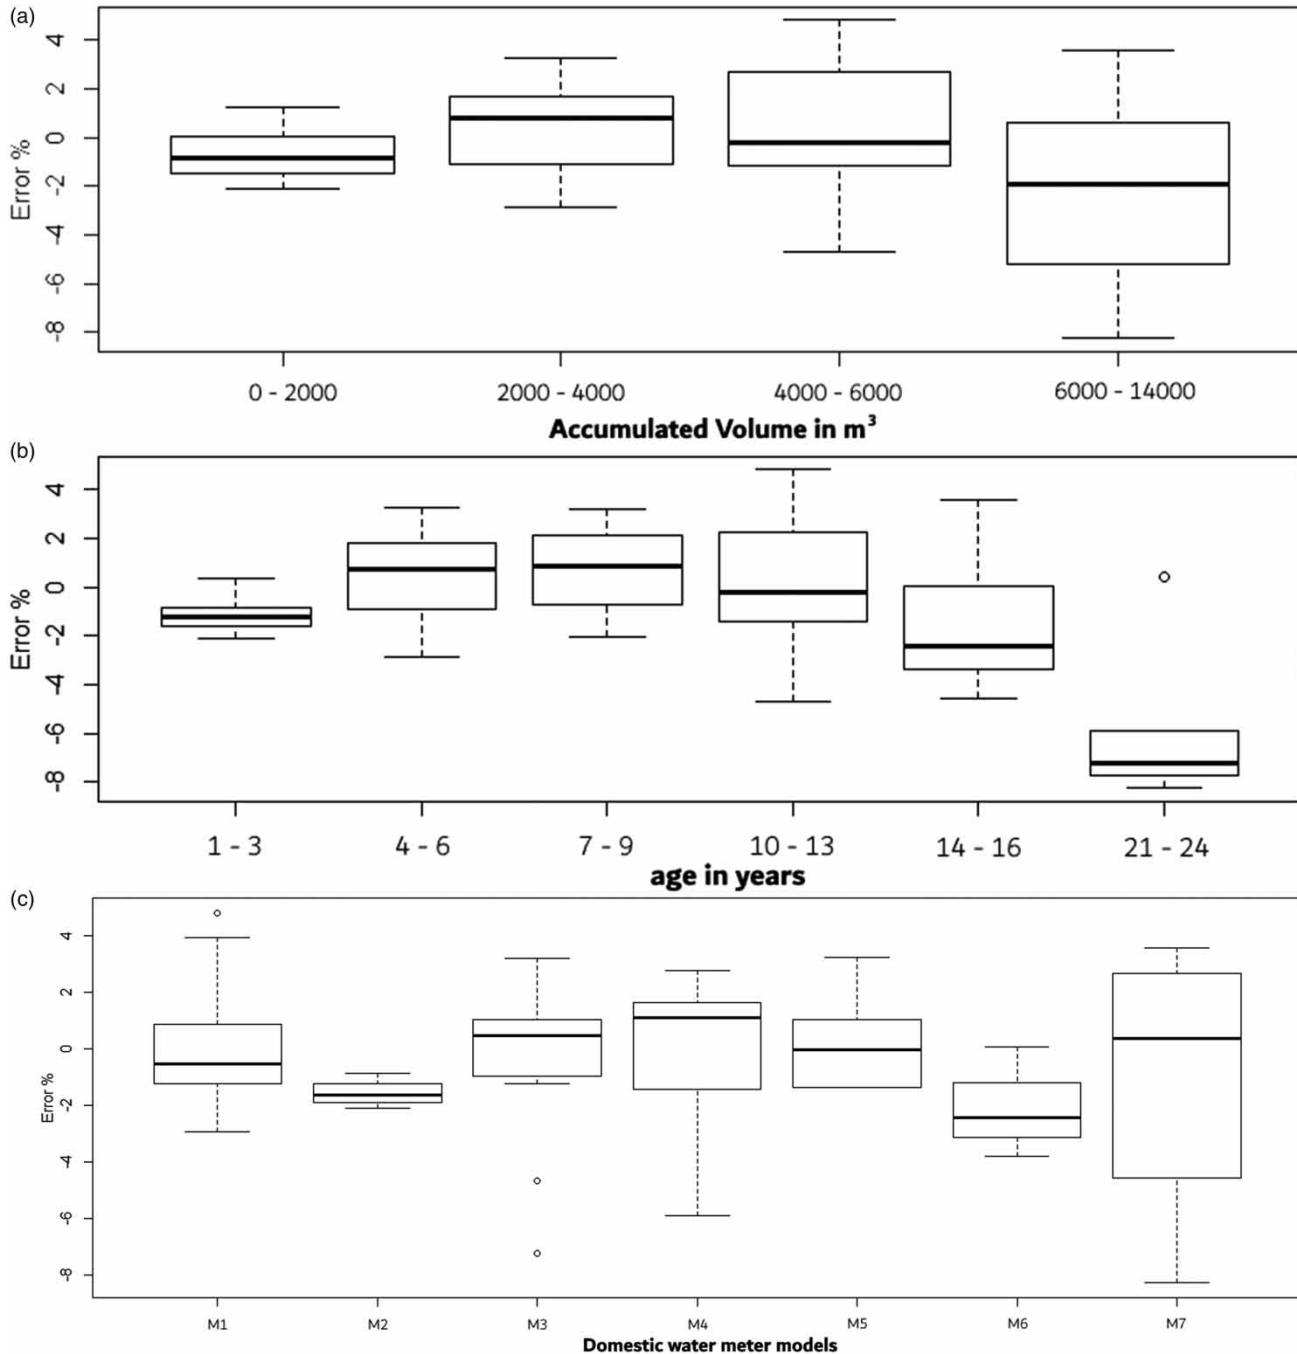 (a)
Error %
4
2
0
-2
-4
-6
-8
0 - 2000
2000 - 4000
4000 - 6000
6000 - 14000
Accumulated Volume in m³
(b)
Error %
4
2
0
-2
-4
-6
-8
1 - 3
4 - 6
7 - 9
10 - 13
14 - 16
21 - 24
age in years
(c)
Error %
4
2
0
-2
-4
-6
-8
M1
M2
M3
M4
M5
M6
M7
Domestic water meter models